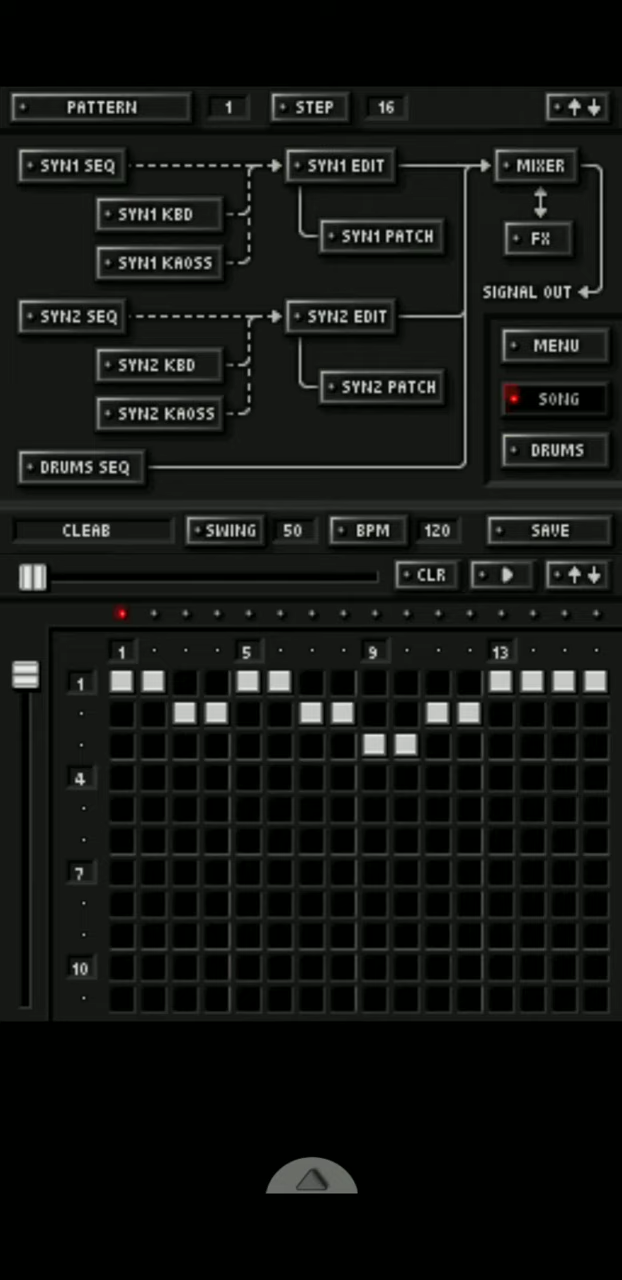 PATTERN 1 STEP 16
SYN1 SEQ SYN1 EDIT MIXER
SYN1 KBD
SYN1 PATCH FX
SYN1 KAOSS
SIGNAL OUT
SYN2 SEQ SYN2 EDIT
MENU
SYN2 KBD
SYN2 PATCH
SONG
SYN2 KAOSS
DRUMS
DRUMS SEQ
CLEAB SWING 50 BPM 120 SAVE
CLR
1 5 9 13
1
4
7
10